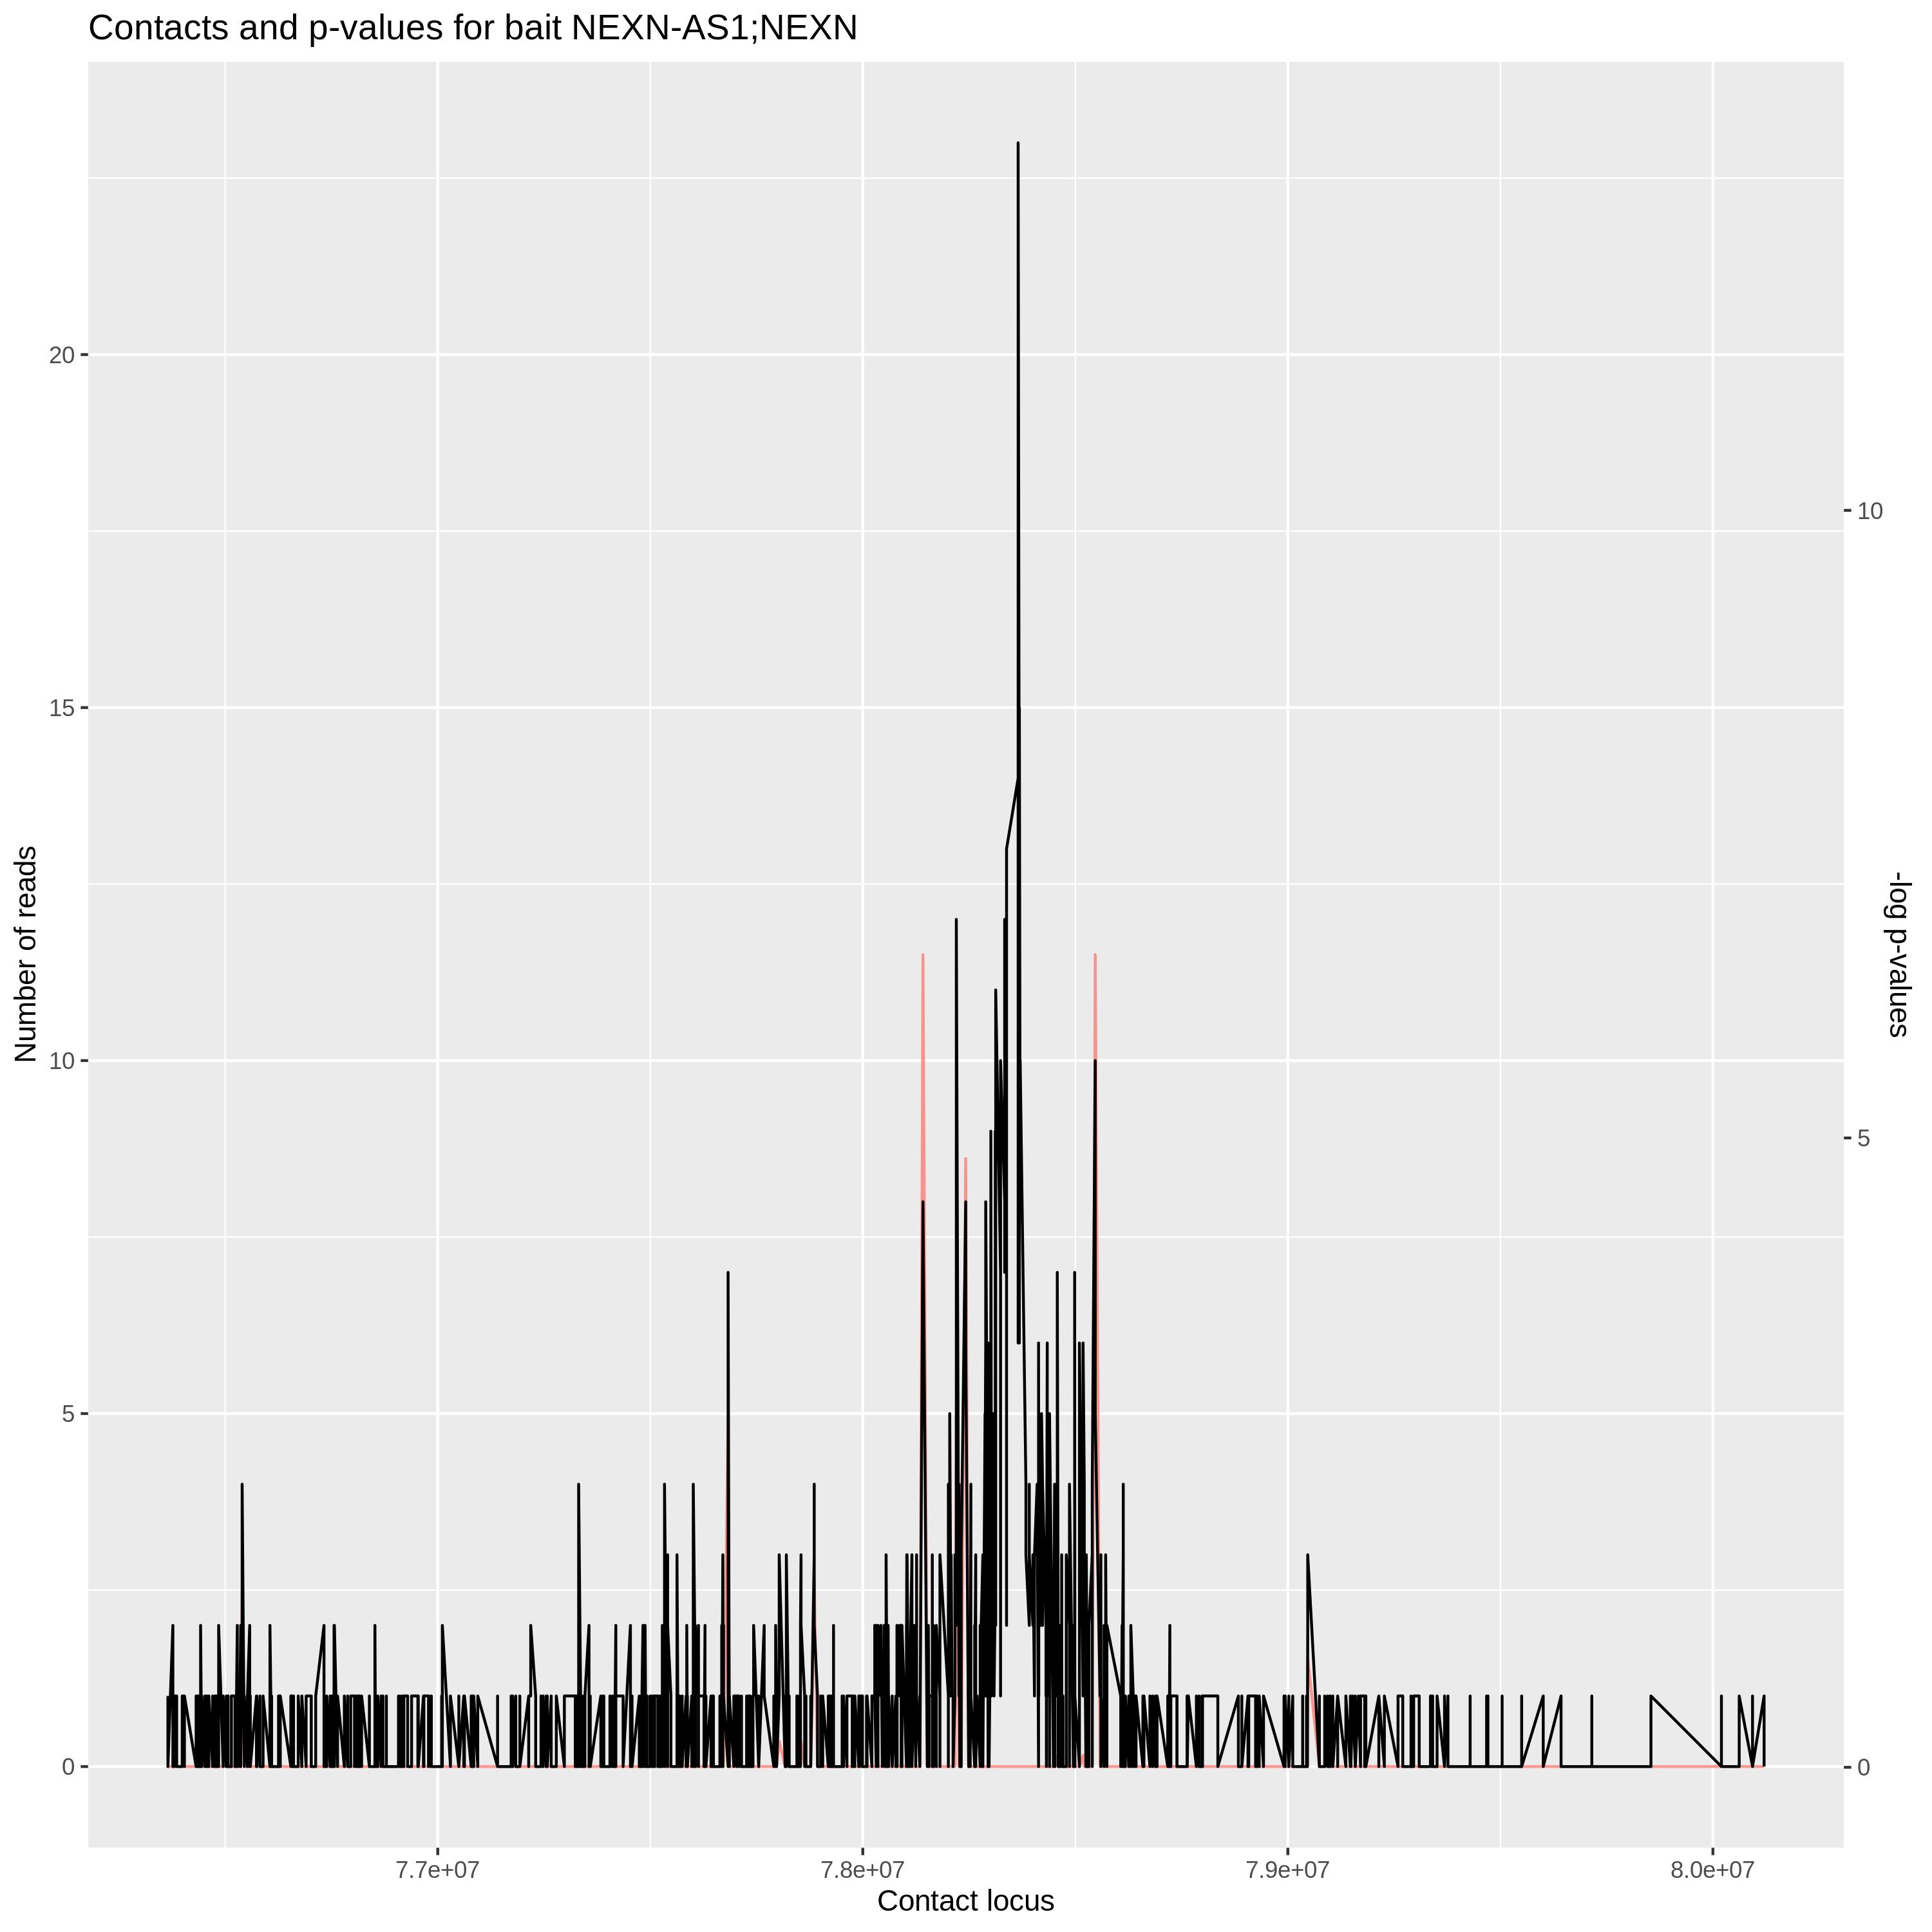 Contacts and p-values for bait NEXN-AS1;NEXN
Number of reads
20
15
10
5
0
10
5
0
-log p-values
7.7e+07
7.8e+07
7.9e+07
8.0e+07
Contact locus